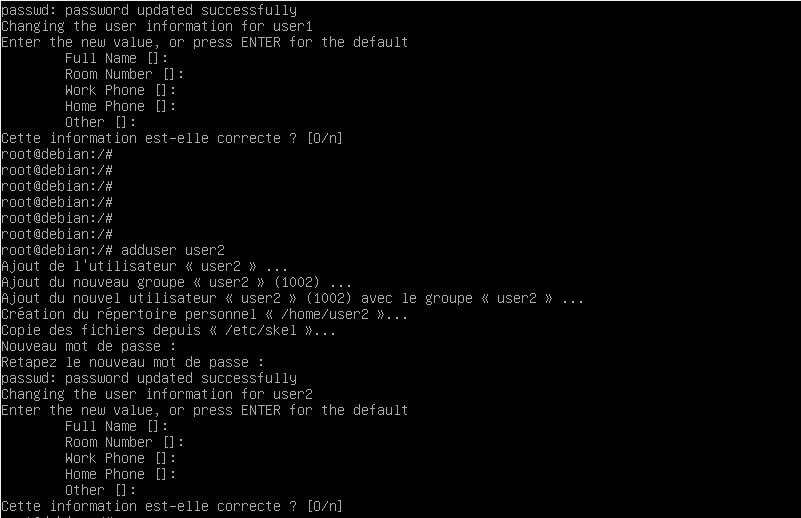 passwd: password updated successfully
Changing the user information for user1
Enter the new value, or press ENTER for the default
Full Name []:
Room Number []:
Work Phone []:
Home Phone []:
Other []:
Cette information est-elle correcte ? [O/n]
root@debian:/#
root@debian:/#
root@debian:/#
root@debian:/#
root@debian:/#
root@debian:/#
root@debian:/# adduser user2
Ajout de l'utilisateur « user2 » ...
Ajout du nouveau groupe « user2 » (1002) ...
Ajout du nouvel utilisateur « user2 » (1002) avec le groupe « user2 » ...
Création du répertoire personnel « /home/user2 »...
Copie des fichiers depuis « /etc/skel »...
Nouveau mot de passe :
Retapez le nouveau mot de passe :
passwd: password updated successfully
Changing the user information for user2
Enter the new value, or press ENTER for the default
Full Name []:
Room Number []:
Work Phone []:
Home Phone []:
Other []:
Cette information est-elle correcte ? [O/n]